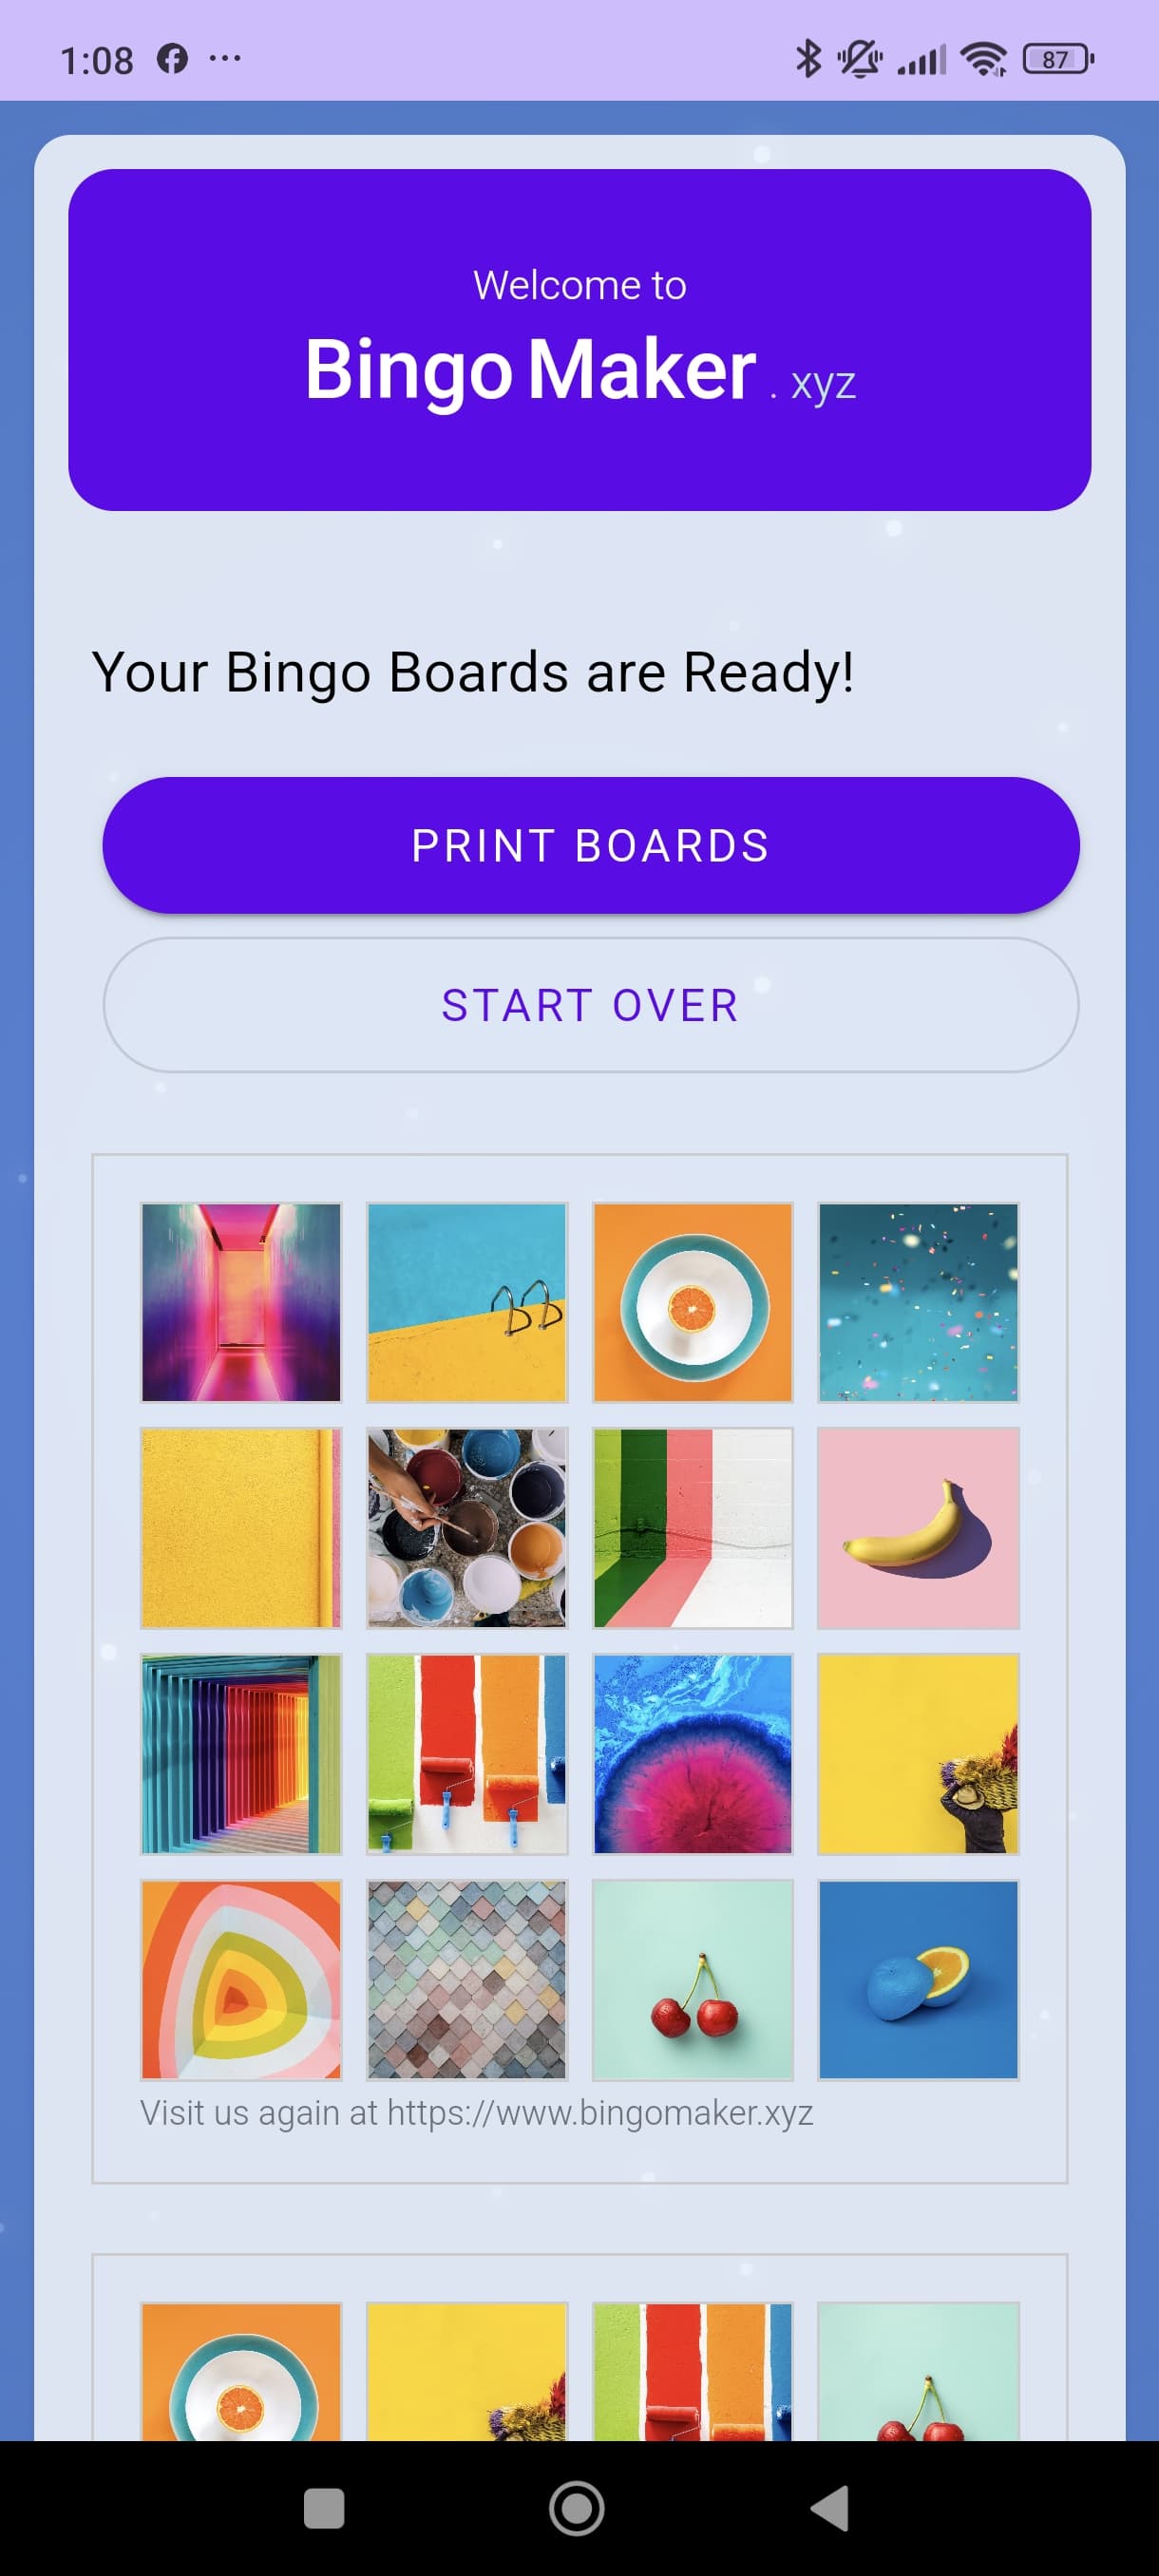 1:08 ... 87
Welcome to
Bingo Maker . xyz
Your Bingo Boards are Ready!
PRINT BOARDS
START OVER
Visit us again at https://www.bingomaker.xyz